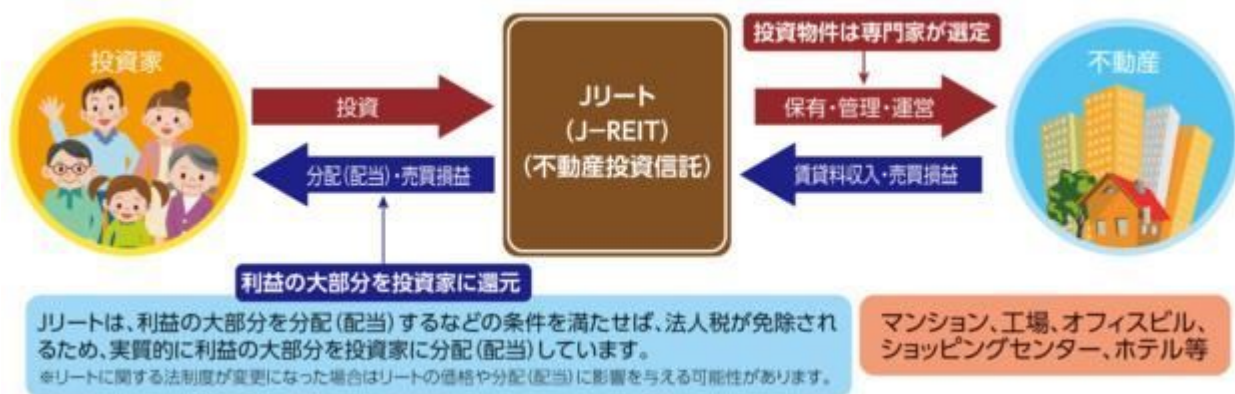 投資家
投資
分配(配当)・売買損益
利益の大部分を投資家に還元
Jリート
(J−REIT)
(不動産投資信託)
投資物件は専門家が選定
保有・管理・運営
賃貸料収入・売買損益
不動産
Jリートは、利益の大部分を分配(配当)するなどの条件を満たせば、法人税が免除され
るため、実質的に利益の大部分を投資家に分配(配当)しています。
※リートに関する法制度が変更になった場合はリートの価格や分配(配当)に影響を与える可能性があります。
マンション、工場、オフィスビル、
ショッピングセンター、ホテル等